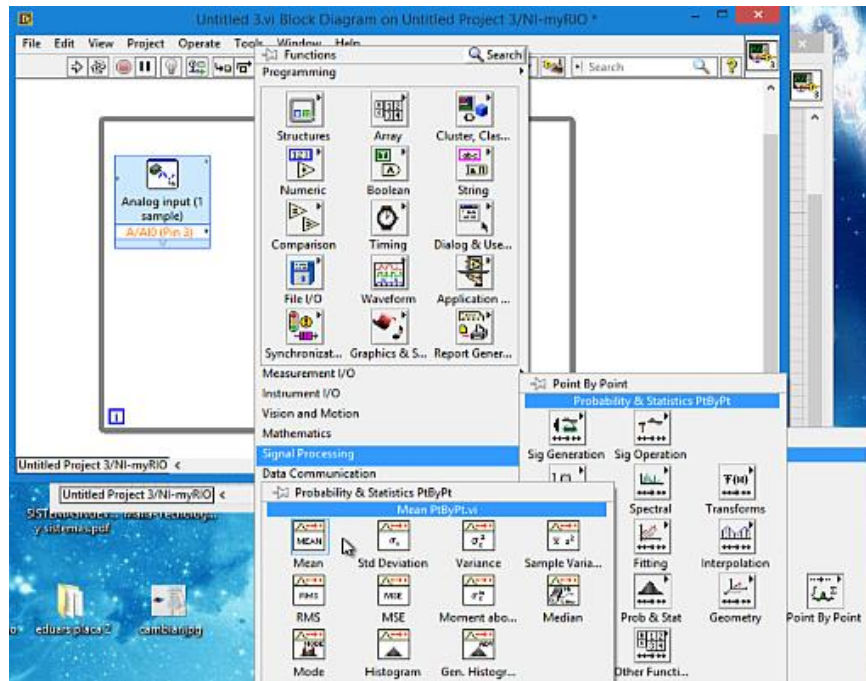 Untitled 3.vi Block Diagram on Untitled Project 3/NI-myRIO *
File Edit View Project Operate Tools Window Help
Functions
Search
Programming
Search
3
3
Structures
Array
Cluster, Clas...
Numeric
Boolean
String
Comparison
Timing
Dialog & Use...
File I/O
Waveform
Application ...
Synchronizat...
Graphics & S...
Report Gener...
Measurement I/O
Instrument I/O
Vision and Motion
Mathematics
Signal Processing
Data Communication
Analog input (1
sample)
A/AI0 (Pin 3)
i
Untitled Project 3/NI-myRIO <
Untitled Project 3/NI-myRIO <
y sistemas.pdf
eduars placa 2
cambiar.jpg
Point By Point
Probability & Statistics PtByPt
Sig Generation
Sig Operation
Spectral
Transforms
Fitting
Interpolation
Prob & Stat
Geometry
Other Functi...
Point By Point
Probability & Statistics PtByPt
Mean PtByPt.vi
MEAN
Mean
Std Deviation
Variance
Sample Varia...
RMS
RMS
MSE
MSE
Moment abo...
Median
MODE
Mode
Histogram
Gen. Histogr...